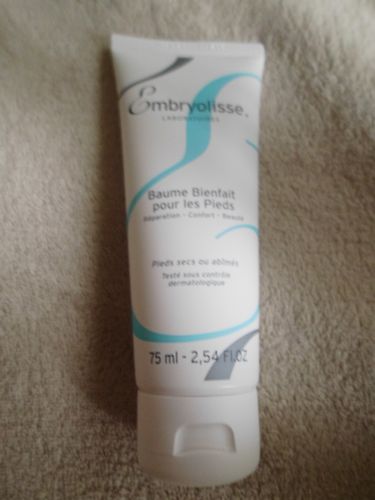 Embryolisse
LABORATOIRES
Baume Bienfait
pour les Pieds
Réparation - Confort - Beauté
Pieds secs ou abîmés
Testé sous contrôle
dermatologique
75 ml - 2,54 Fl.OZ